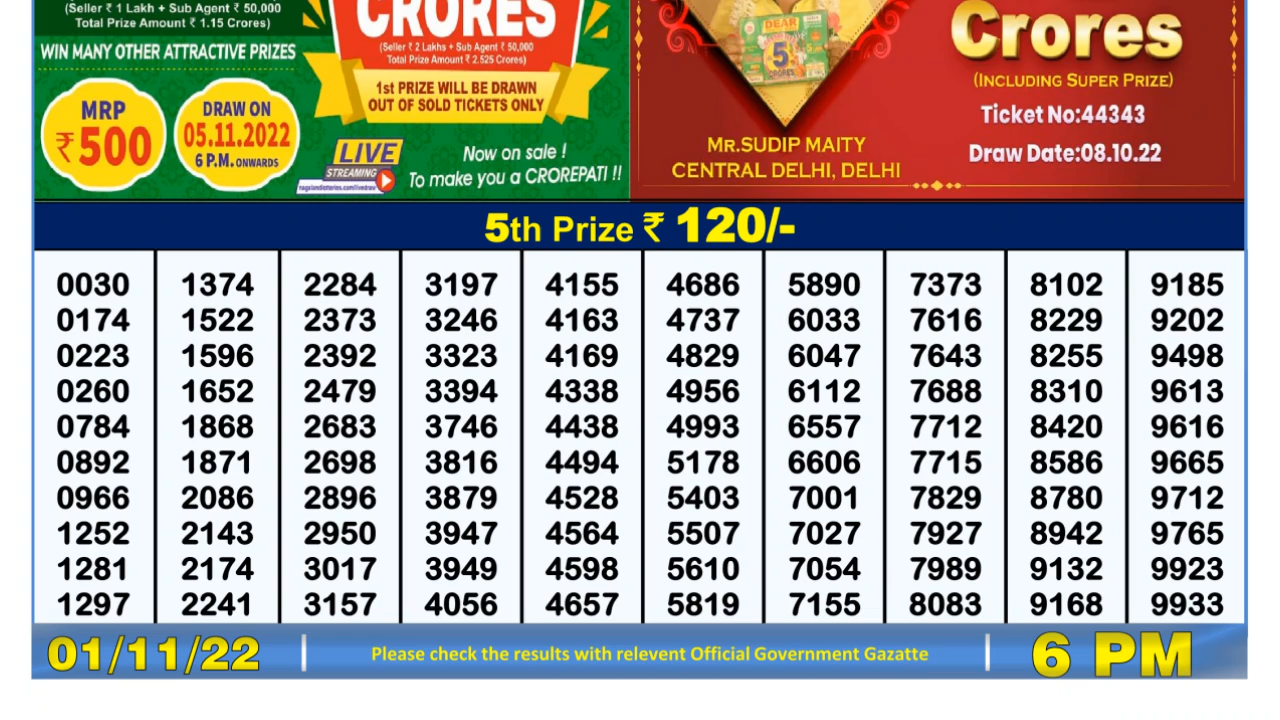 (Seller ₹ 1 Lakh + Sub Agent ₹ 50,000
Total Prize Amount ₹ 1.15 Crores)
WIN MANY OTHER ATTRACTIVE PRIZES
MRP
₹500
DRAW ON
05.11.2022
6 P.M. ONWARDS
CRORES
(Seller ₹ 2 Lakhs + Sub Agent ₹ 50,000
Total Prize Amount ₹ 2.525 Crores)
1st PRIZE WILL BE DRAWN
OUT OF SOLD TICKETS ONLY
LIVE
STREAMING
nagalandlotteries.com/livedraw
Now on sale !
To make you a CROREPATI !!
DEAR
5
CRORES
MR.SUDIP MAITY
CENTRAL DELHI, DELHI
Crores
(INCLUDING SUPER PRIZE)
Ticket No:44343
Draw Date:08.10.22
5th Prize ₹ 120/-
0030 1374 2284 3197 4155 4686 5890 7373 8102 9185
0174 1522 2373 3246 4163 4737 6033 7616 8229 9202
0223 1596 2392 3323 4169 4829 6047 7643 8255 9498
0260 1652 2479 3394 4338 4956 6112 7688 8310 9613
0784 1868 2683 3746 4438 4993 6557 7712 8420 9616
0892 1871 2698 3816 4494 5178 6606 7715 8586 9665
0966 2086 2896 3879 4528 5403 7001 7829 8780 9712
1252 2143 2950 3947 4564 5507 7027 7927 8942 9765
1281 2174 3017 3949 4598 5610 7054 7989 9132 9923
1297 2241 3157 4056 4657 5819 7155 8083 9168 9933
01/11/22 | Please check the results with relevent Official Government Gazatte | 6 PM